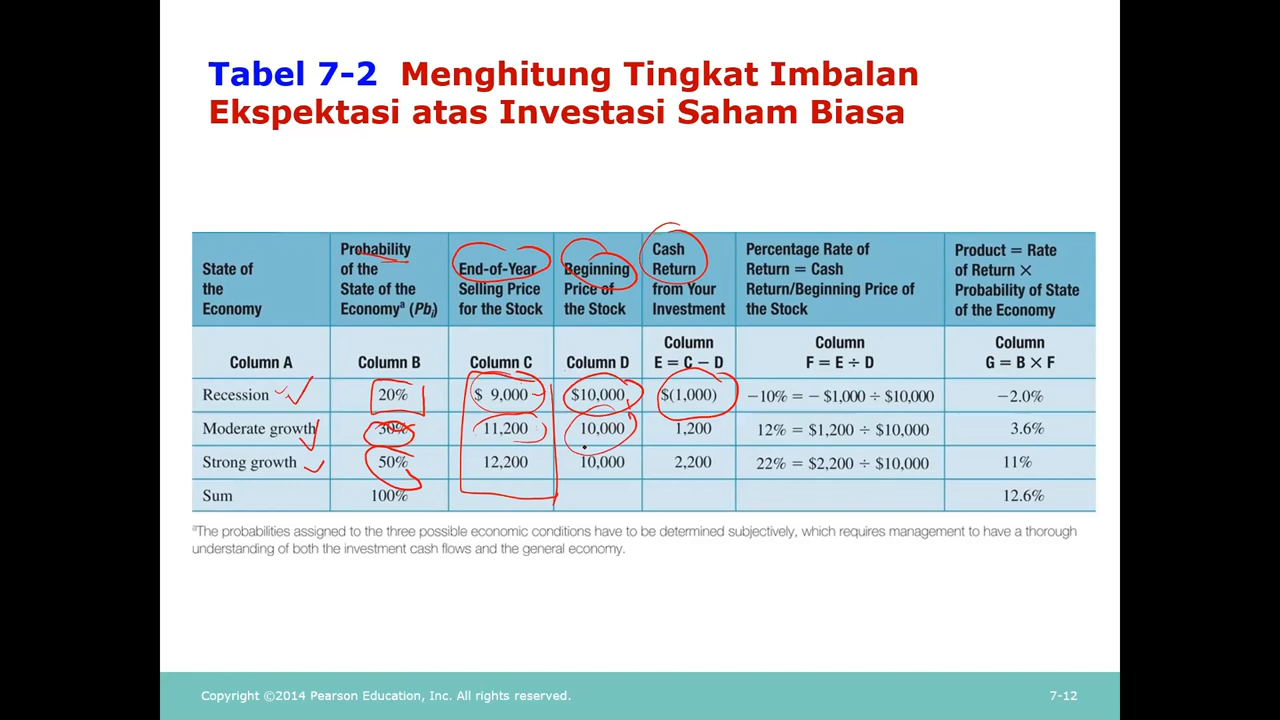 Tabel 7-2 Menghitung Tingkat Imbalan
Ekspektasi atas Investasi Saham Biasa
State of
the
Economy
Probability
of the
State of the
Economyᵃ (Pbᵢ)
End-of-Year
Selling Price
for the Stock
Beginning
Price of
the Stock
Cash
Return
from Your
Investment
Percentage Rate of
Return = Cash
Return/Beginning Price of
the Stock
Product = Rate
of Return ×
Probability of State
of the Economy
Column A
Column B
Column C
Column D
Column
E = C − D
Column
F = E ÷ D
Column
G = B × F
Recession 20% $ 9,000 $10,000 $(1,000) −10% = − $1,000 ÷ $10,000 −2.0%
Moderate growth 30% 11,200 10,000 1,200 12% = $1,200 ÷ $10,000 3.6%
Strong growth 50% 12,200 10,000 2,200 22% = $2,200 ÷ $10,000 11%
Sum 100% 12.6%
ᵃThe probabilities assigned to the three possible economic conditions have to be determined subjectively, which requires management to have a thorough
understanding of both the investment cash flows and the general economy.
Copyright ©2014 Pearson Education, Inc. All rights reserved. 7-12